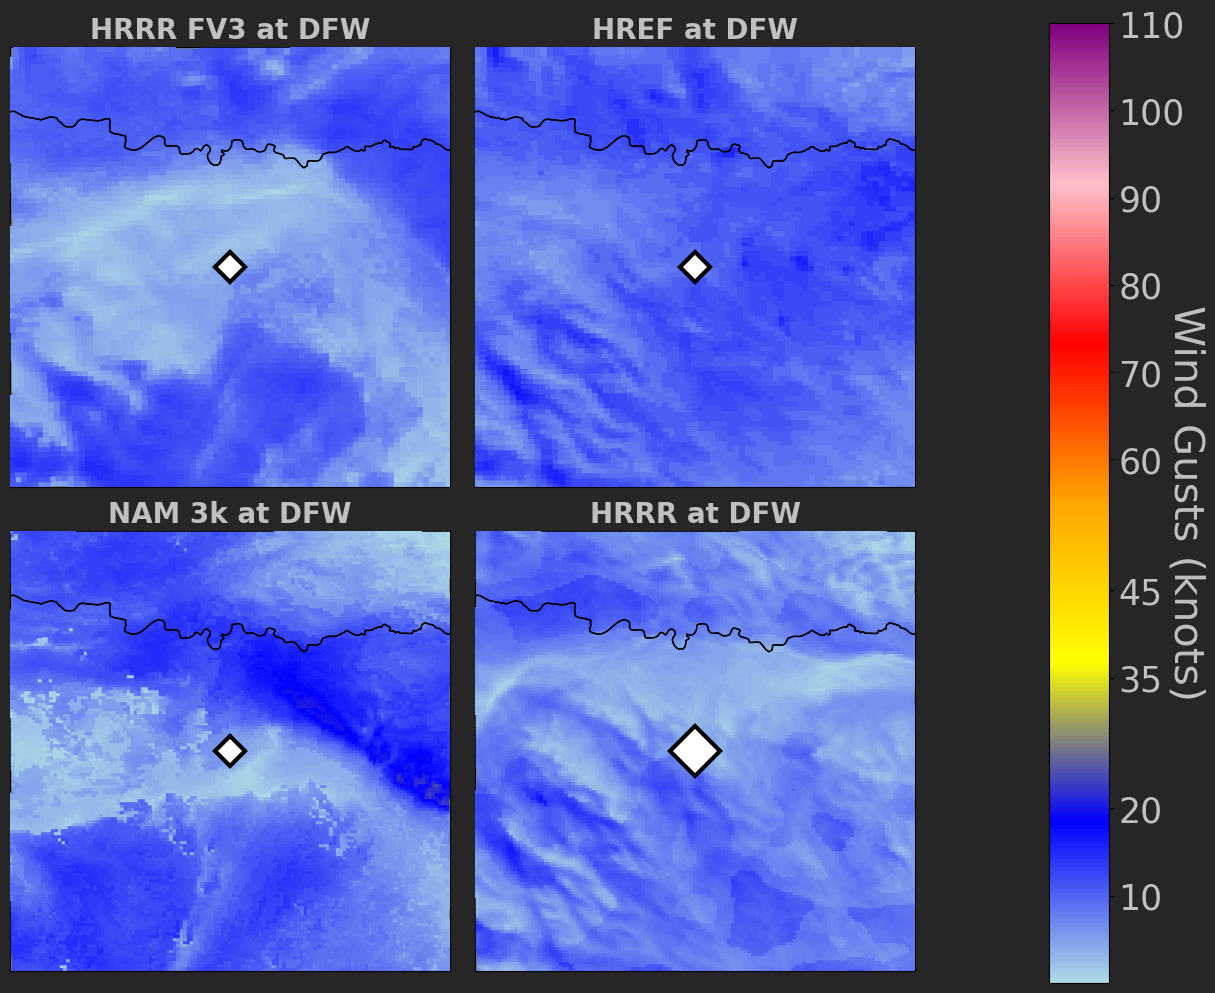 HRRR FV3 at DFW
HREF at DFW
NAM 3k at DFW
HRRR at DFW
110
100
90
80
70
60
45
35
20
10
Wind Gusts (knots)